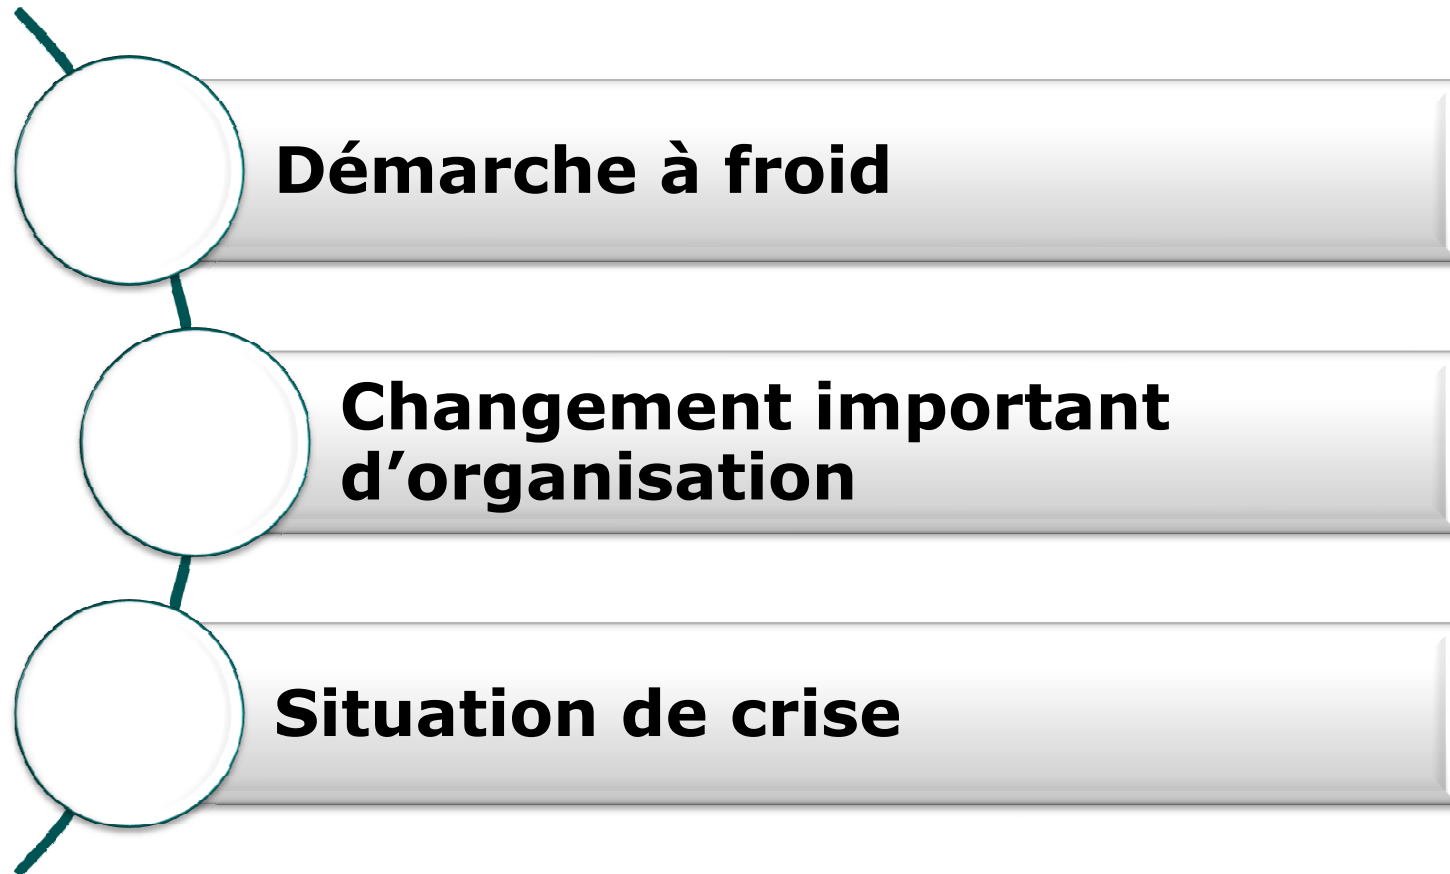 Démarche à froid
Changement important
d’organisation
Situation de crise